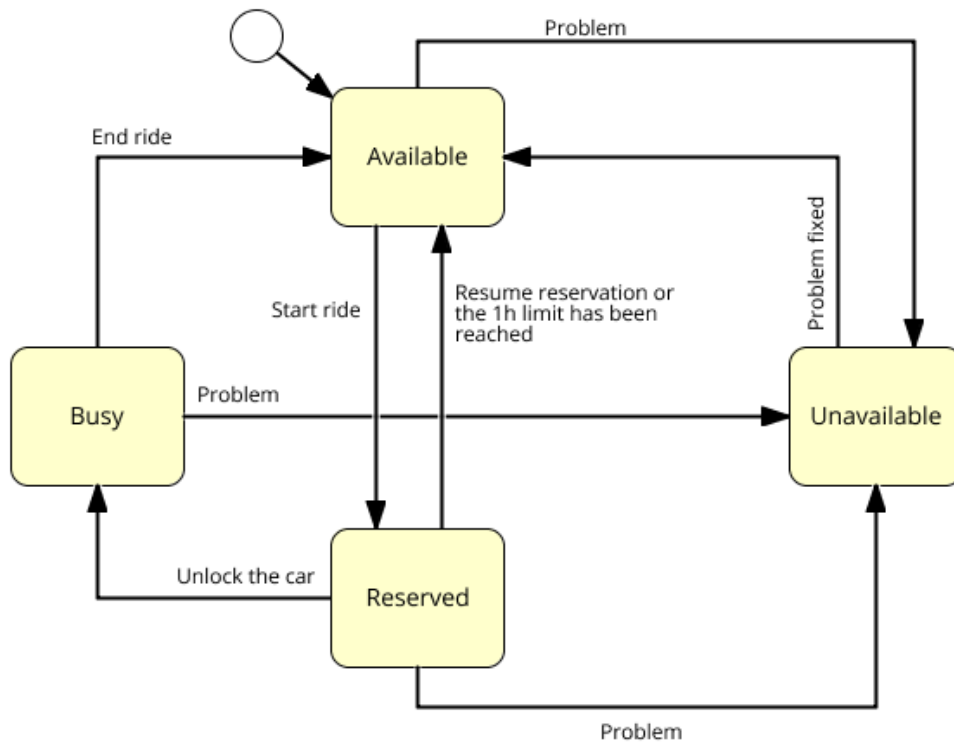 Problem
End ride
Available
Problem fixed
Start ride
Resume reservation or
the 1h limit has been
reached
Busy
Problem
Unavailable
Unlock the car
Reserved
Problem